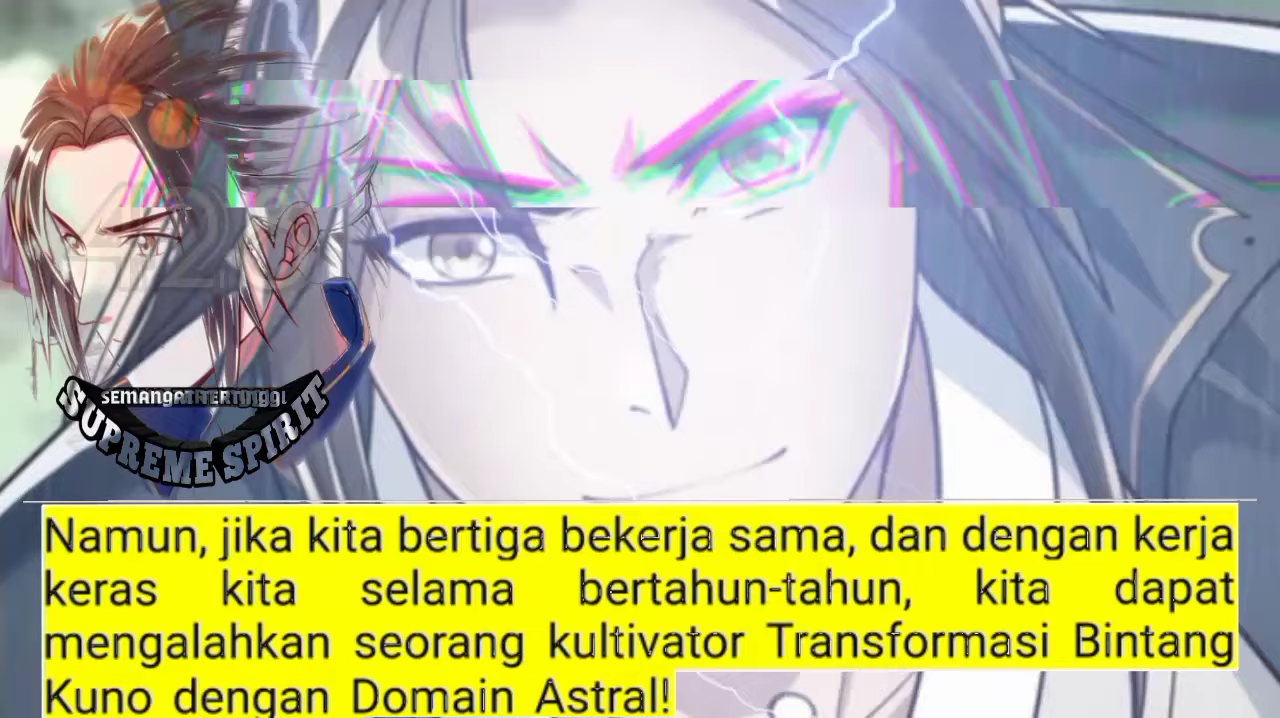 SUPREME SPIRIT
Namun, jika kita bertiga bekerja sama, dan dengan kerja
keras kita selama bertahun-tahun, kita dapat
mengalahkan seorang kultivator Transformasi Bintang
Kuno dengan Domain Astral!